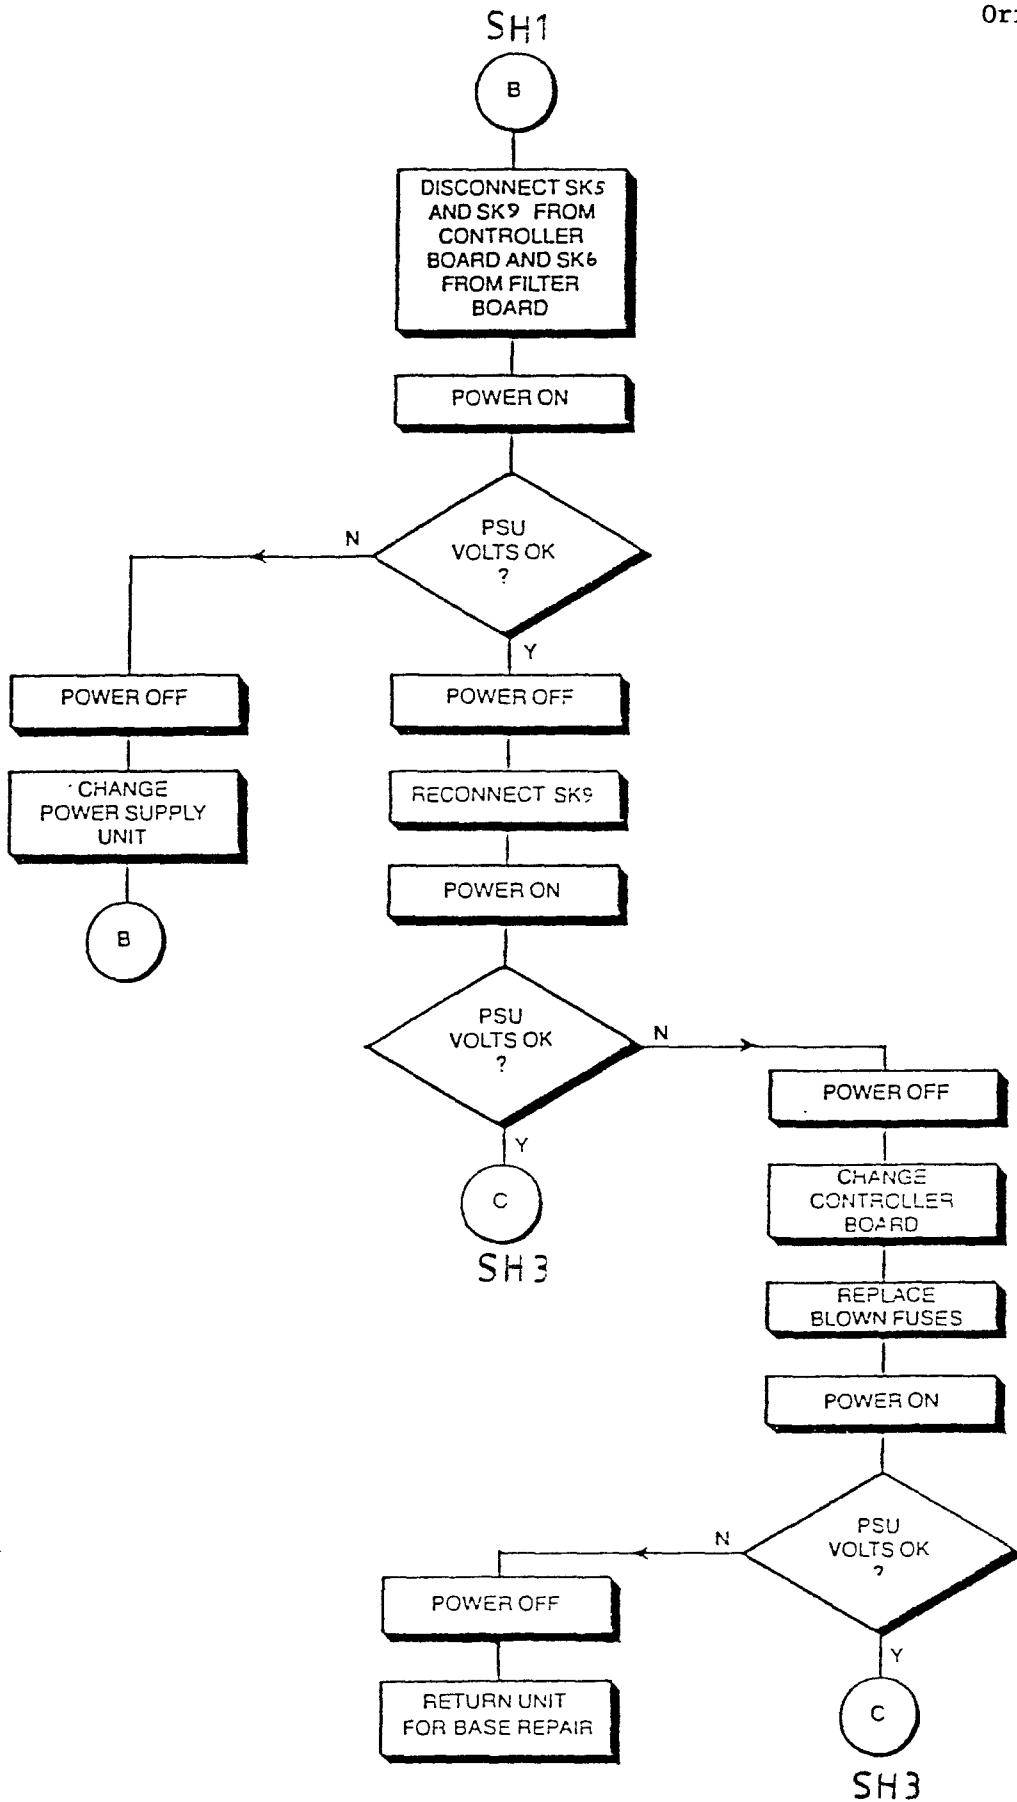 Ori
SH1
B
DISCONNECT SK5
AND SK9 FROM
CONTROLLER
BOARD AND SK6
FROM FILTER
BOARD
POWER ON
PSU
VOLTS OK
?
N
Y
POWER OFF
CHANGE
POWER SUPPLY
UNIT
B
POWER OFF
RECONNECT SK9
POWER ON
PSU
VOLTS OK
?
N
Y
C
SH3
POWER OFF
CHANGE
CONTROLLER
BOARD
REPLACE
BLOWN FUSES
POWER ON
PSU
VOLTS OK
?
N
Y
POWER OFF
RETURN UNIT
FOR BASE REPAIR
C
SH3